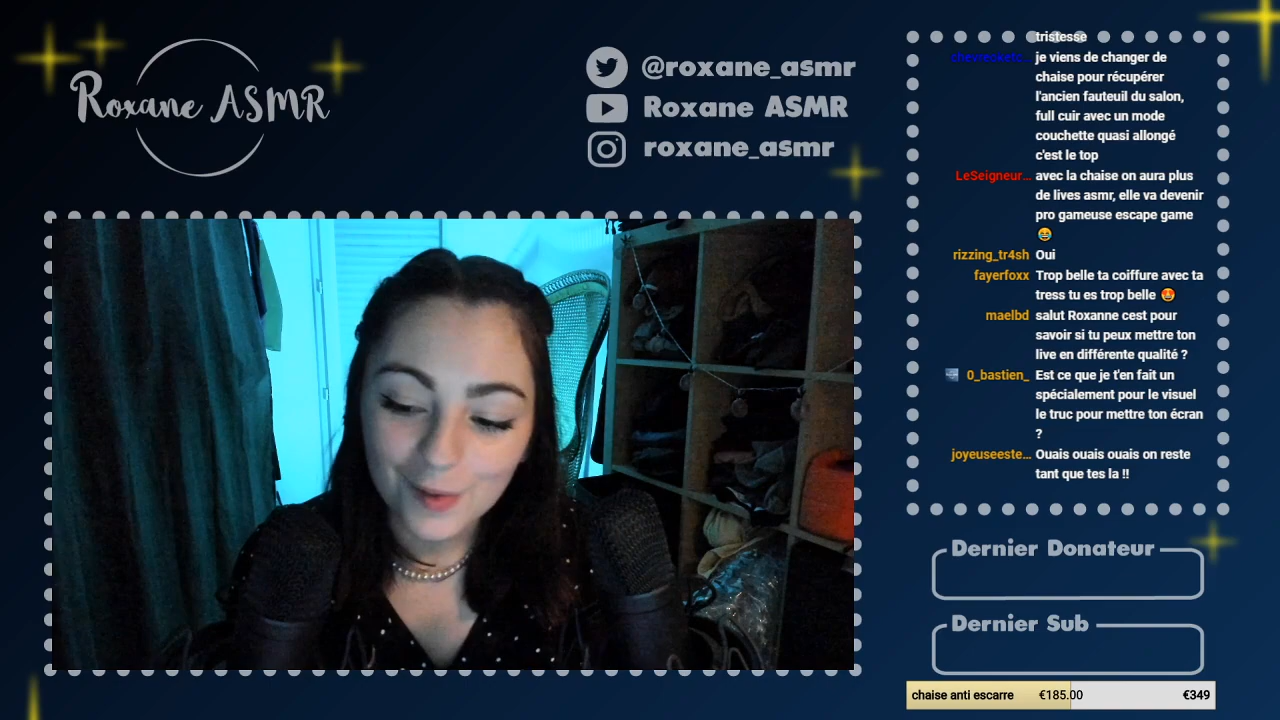 Roxane ASMR
@roxane_asmr
Roxane ASMR
roxane_asmr
tristesse
je viens de changer de
chaise pour récupérer
l'ancien fauteuil du salon,
full cuir avec un mode
couchette quasi allongé
c'est le top
LeSeigneur… avec la chaise on aura plus
de lives asmr, elle va devenir
pro gameuse escape game
😂
rizzing_tr4sh Oui
fayerfoxx Trop belle ta coiffure avec ta
tress tu es trop belle 😍
maelbd salut Roxanne cest pour
savoir si tu peux mettre ton
live en différente qualité ?
0_bastien_ Est ce que je t'en fait un
spécialement pour le visuel
le truc pour mettre ton écran
?
joyeuseeste… Ouais ouais ouais on reste
tant que tes la !!
Dernier Donateur
Dernier Sub
chaise anti escarre €185.00 €349